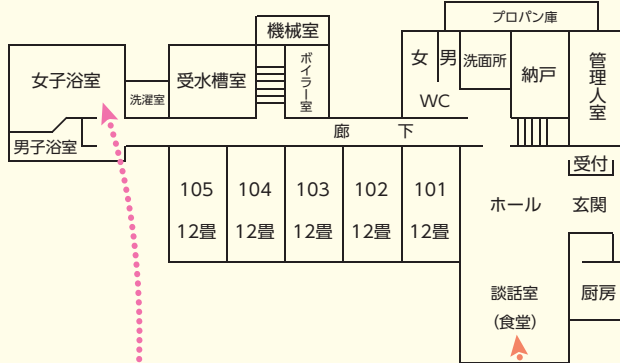 プロパン庫
機械室
女子浴室
洗濯室
受水槽室
ボイラー室
女
男
洗面所
納戸
管理人室
WC
男子浴室
廊 下
受付
105
12畳
104
12畳
103
12畳
102
12畳
101
12畳
ホール
玄関
談話室
(食堂)
厨房